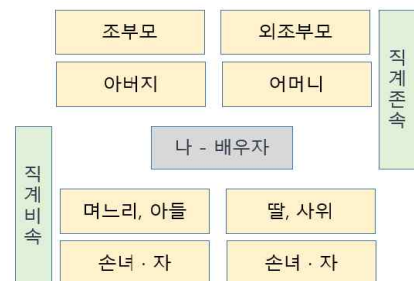 조부모
외조부모
직계존속
아버지
어머니
나 - 배우자
직계비속
며느리, 아들
딸, 사위
손녀 · 자
손녀 · 자